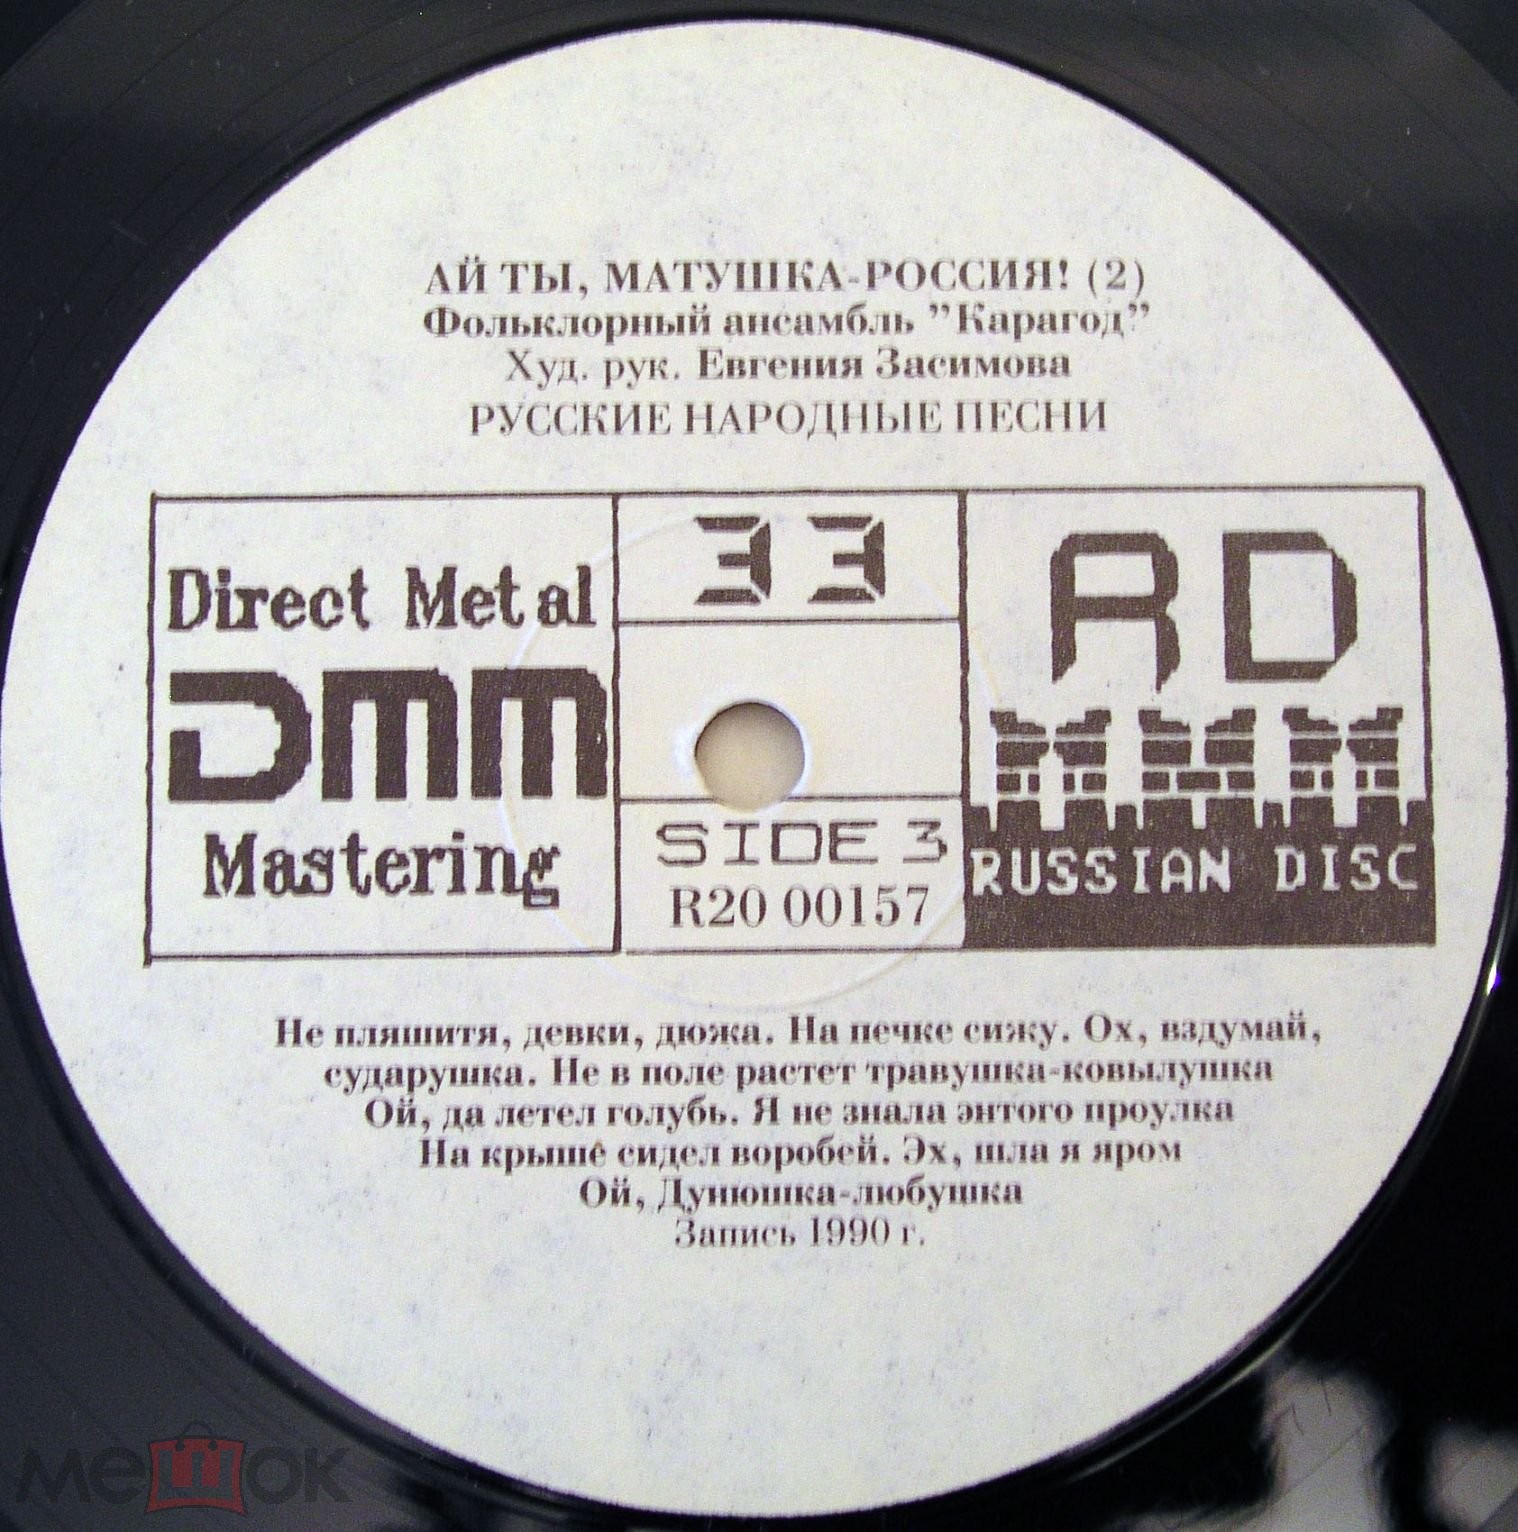 АЙ ТЫ, МАТУШКА-РОССИЯ! (2)
Фольклорный ансамбль "Карагод"
Худ. рук. Евгения Засимова
РУССКИЕ НАРОДНЫЕ ПЕСНИ
Direct Metal
DMM
Mastering
33
SIDE 3
R20 00157
RD
RUSSIAN DISC
Не пляшитя, девки, дюжа. На печке сижу. Ох, вздумай,
сударушка. Не в поле растет травушка-ковылушка
Ой, да летел голубь. Я не знала энтого проулка
На крыше сидел воробей. Эх, шла я яром
Ой, Дунюшка-любушка
Запись 1990 г.
мешок